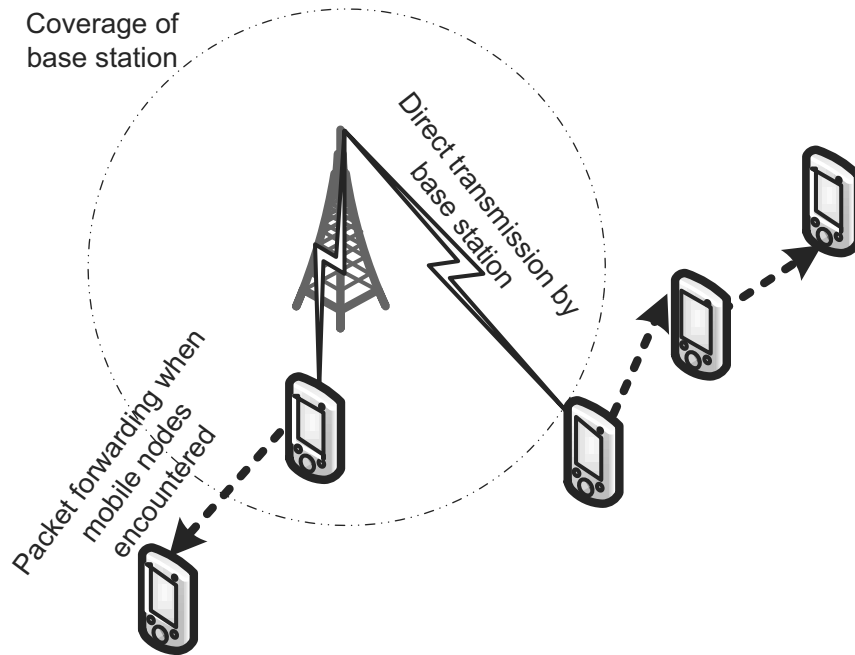 Coverage of
base station
Direct transmission by
base station
Packet forwarding when
mobile nodes
encountered